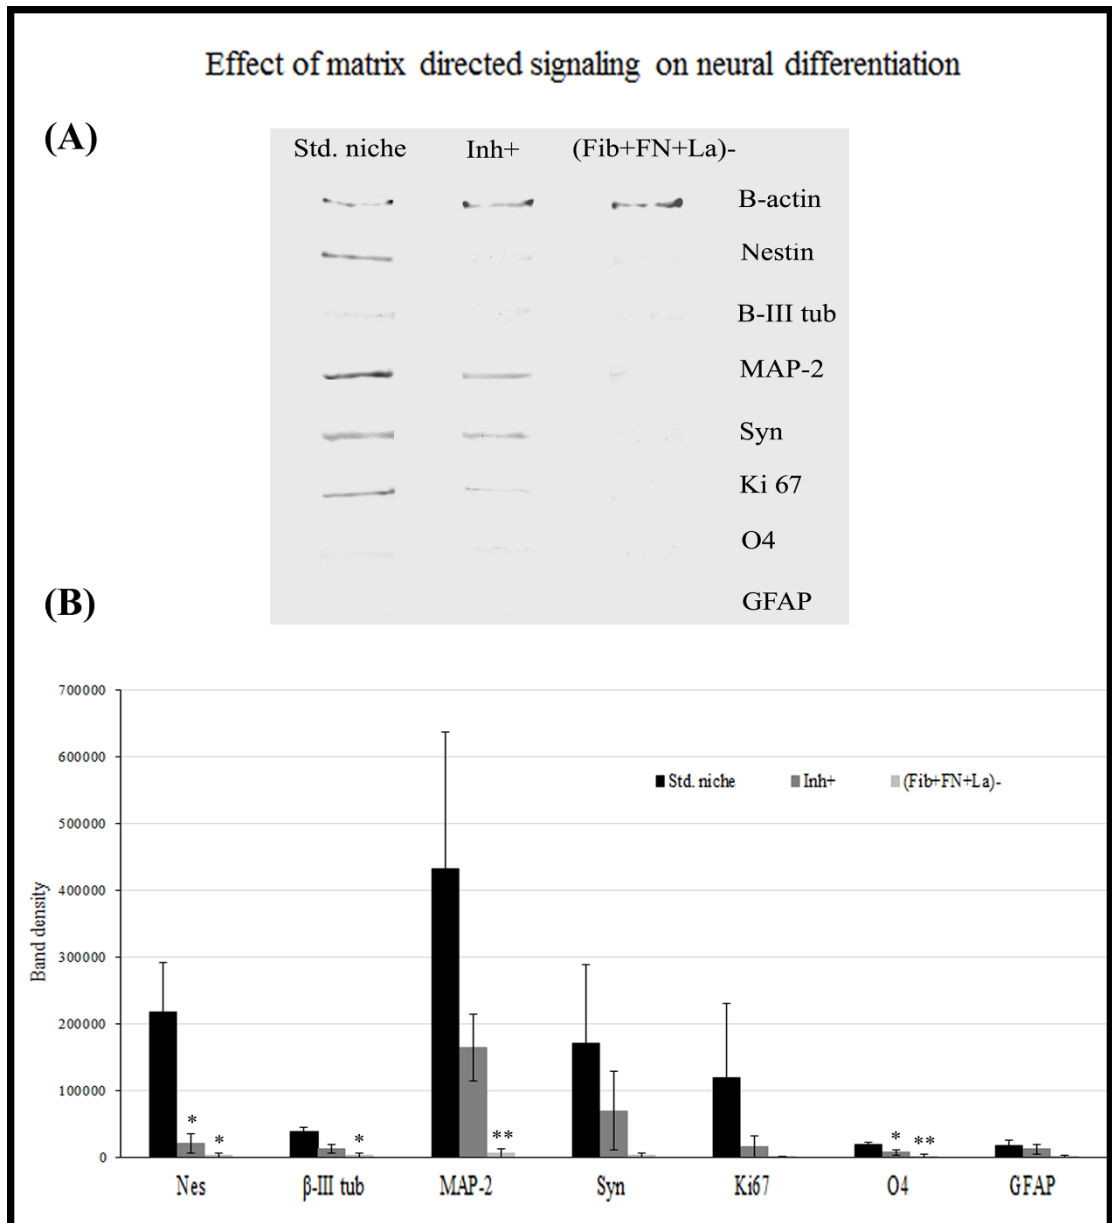 Effect of matrix directed signaling on neural differentiation
(A)
Std. niche Inh+ (Fib+FN+La)-
B-actin
Nestin
B-III tub
MAP-2
Syn
Ki 67
O4
GFAP
(B)
700000
600000
500000
400000
300000
200000
100000
0
Band density
Std. niche Inh+ (Fib+FN+La)-
* * * ** * **
Nes β-III tub MAP-2 Syn Ki67 O4 GFAP